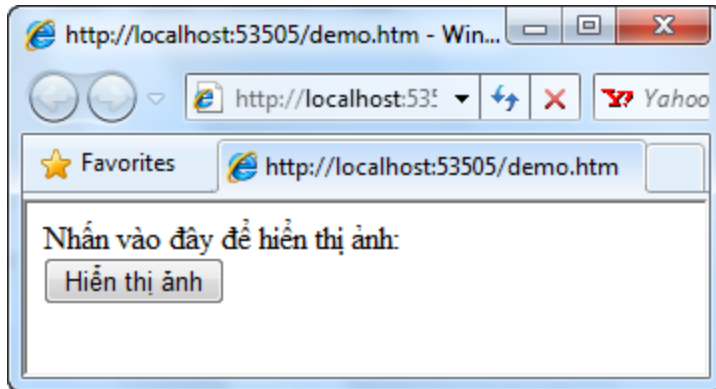 http://localhost:53505/demo.htm - Win...
http://localhost:53
Yahoo
Favorites
http://localhost:53505/demo.htm
Nhấn vào đây để hiển thị ảnh:
Hiển thị ảnh